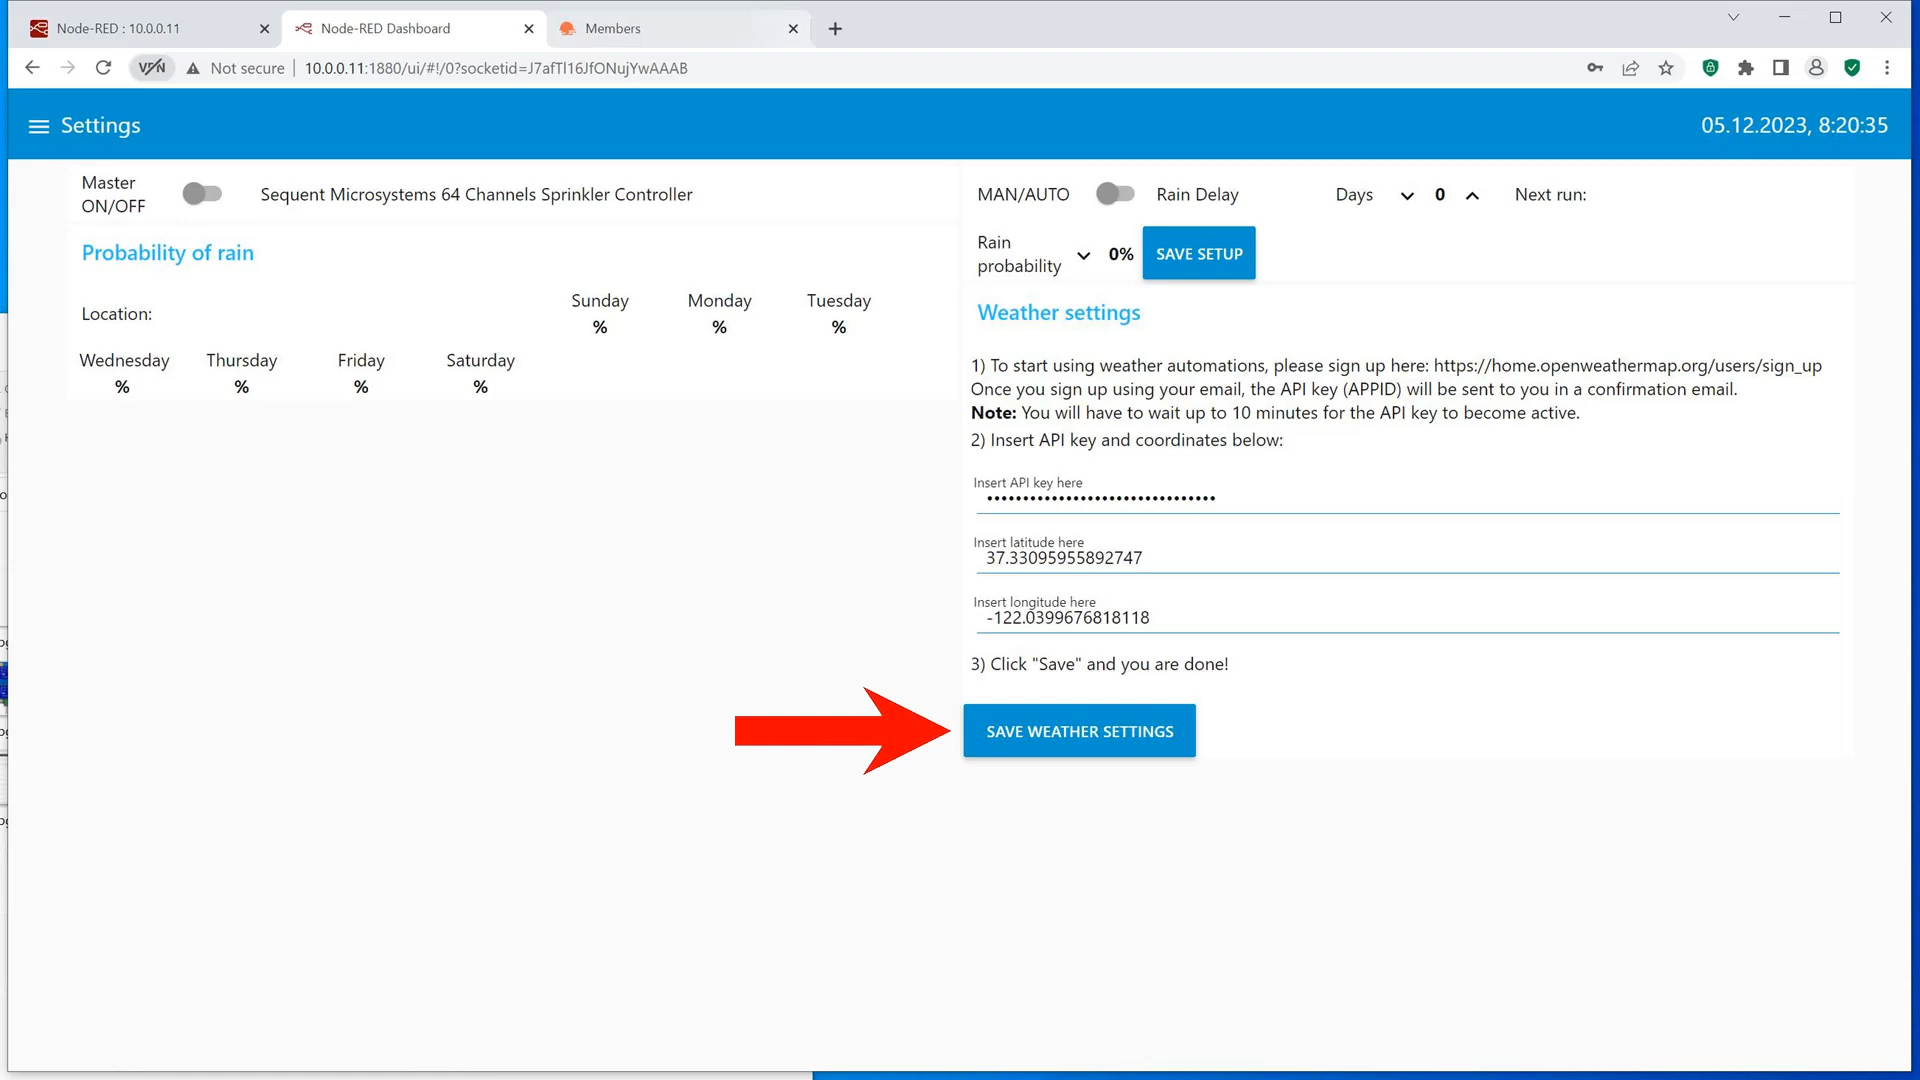 Node-RED : 10.0.0.11
Node-RED Dashboard
Members
VPN
Not secure
10.0.0.11:1880/ui/#!/0?socketid=J7afTl16JfONujYwAAAB
Settings
05.12.2023, 8:20:35
Master
ON/OFF
Sequent Microsystems 64 Channels Sprinkler Controller
MAN/AUTO
Rain Delay
Days
0
Next run:
Probability of rain
Rain
probability
0%
SAVE SETUP
Location:
Sunday
%
Monday
%
Tuesday
%
Wednesday
%
Thursday
%
Friday
%
Saturday
%
Weather settings
1) To start using weather automations, please sign up here: https://home.openweathermap.org/users/sign_up
Once you sign up using your email, the API key (APPID) will be sent to you in a confirmation email.
Note: You will have to wait up to 10 minutes for the API key to become active.
2) Insert API key and coordinates below:
Insert API key here
••••••••••••••••••••••••••••••••
Insert latitude here
37.33095955892747
Insert longitude here
-122.0399676818118
3) Click "Save" and you are done!
SAVE WEATHER SETTINGS